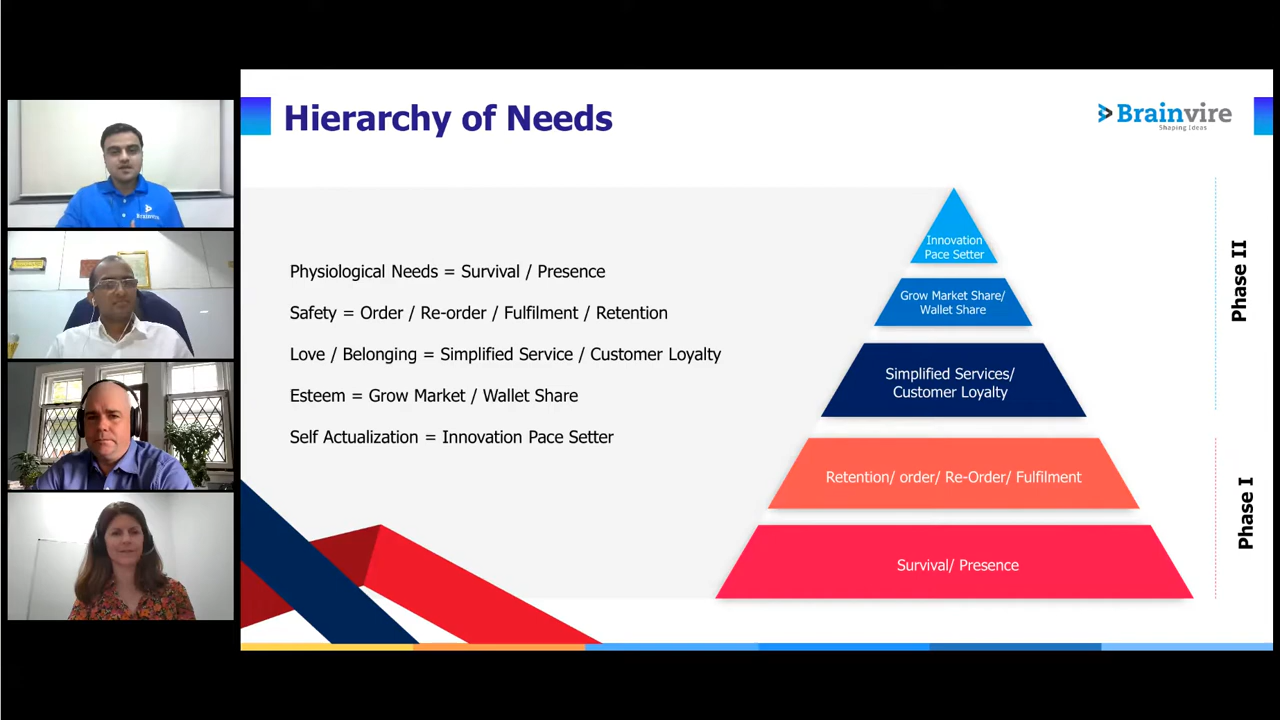 Hierarchy of Needs
Brainvire
Shaping Ideas
Brainvire
Physiological Needs = Survival / Presence
Safety = Order / Re-order / Fulfilment / Retention
Love / Belonging = Simplified Service / Customer Loyalty
Esteem = Grow Market / Wallet Share
Self Actualization = Innovation Pace Setter
Innovation
Pace Setter
Grow Market Share/
Wallet Share
Simplified Services/
Customer Loyalty
Retention/ order/ Re-Order/ Fulfilment
Survival/ Presence
Phase II
Phase I